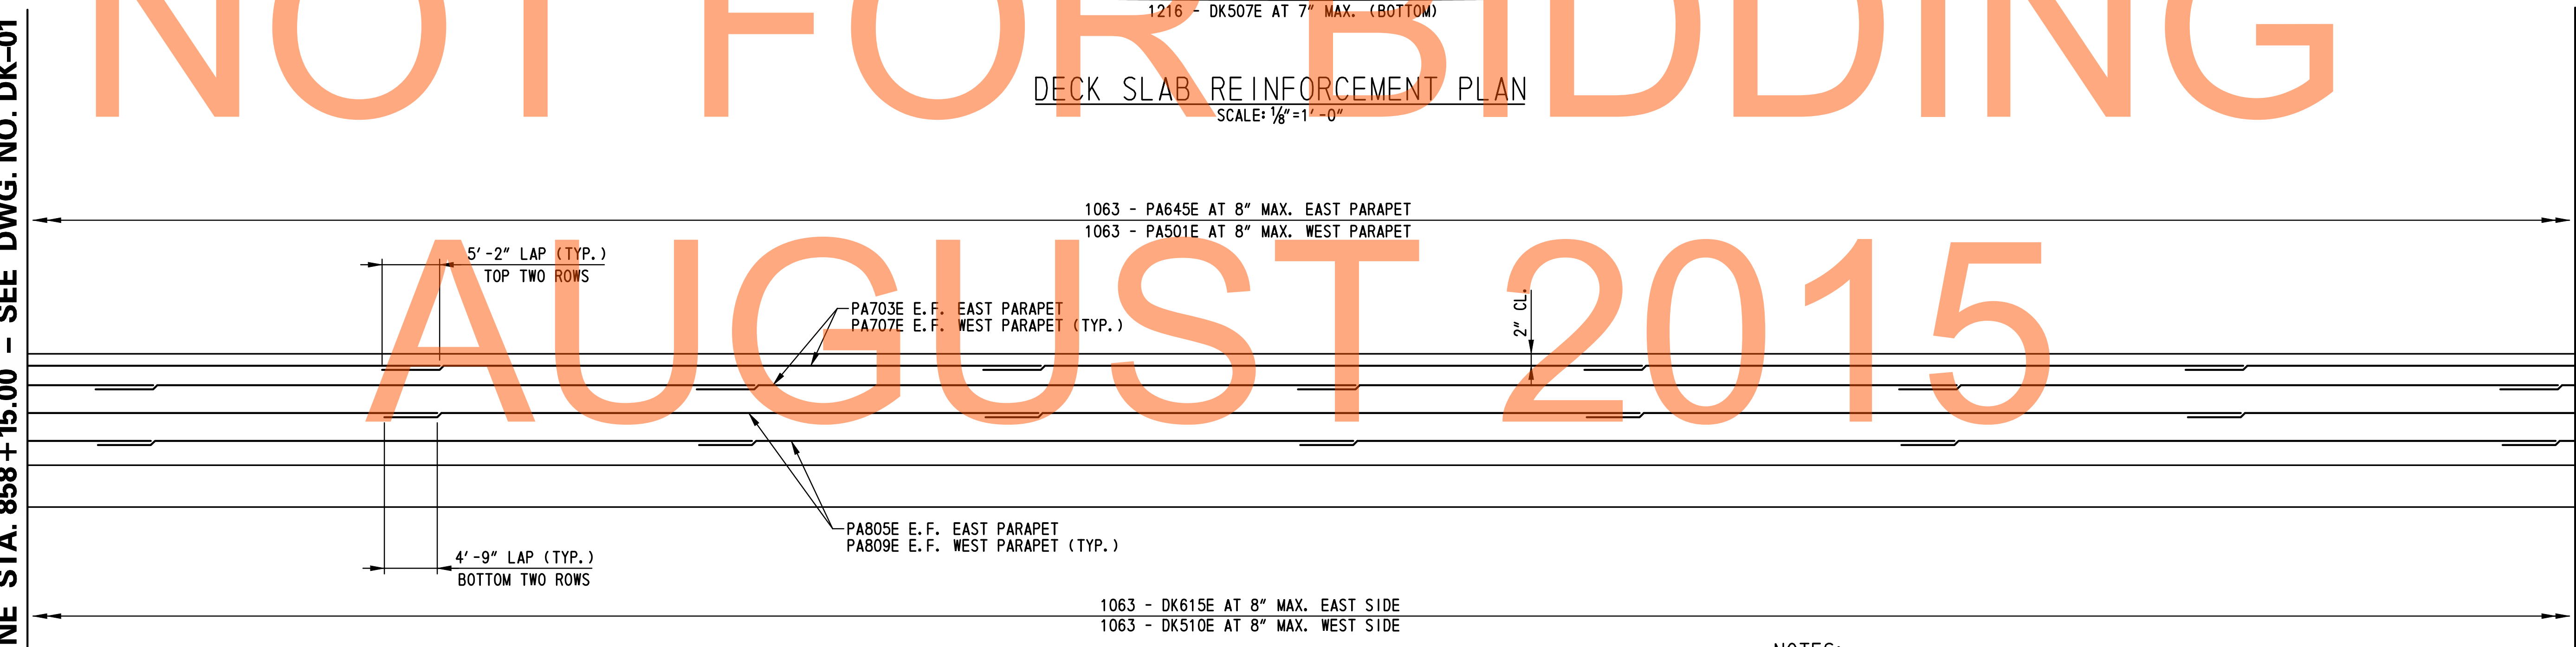 1216 - DK507E AT 7" MAX. (BOTTOM)
NOT FOR BIDDING
DECK SLAB REINFORCEMENT PLAN
SCALE: ⅛"=1'-0"
1063 - PA645E AT 8" MAX. EAST PARAPET
1063 - PA501E AT 8" MAX. WEST PARAPET
AUGUST 2015
5'-2" LAP (TYP.)
TOP TWO ROWS
PA703E E.F. EAST PARAPET
PA707E E.F. WEST PARAPET (TYP.)
2" CL.
PA805E E.F. EAST PARAPET
PA809E E.F. WEST PARAPET (TYP.)
4'-9" LAP (TYP.)
BOTTOM TWO ROWS
1063 - DK615E AT 8" MAX. EAST SIDE
1063 - DK510E AT 8" MAX. WEST SIDE
NOTES:
NE STA. 858+15.00 - SEE DWG. NO. DK-01